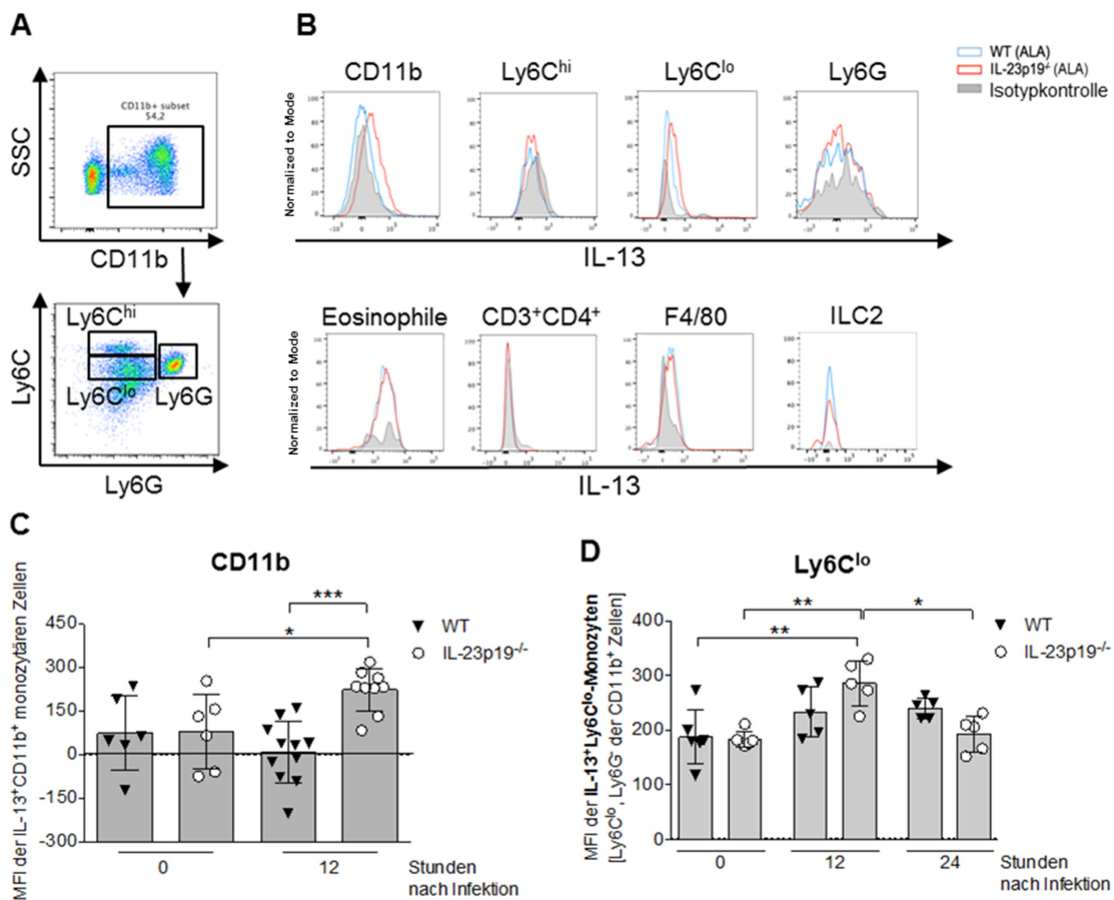 A
SSC
CD11b+ subset
54,2
CD11b
Ly6C
Ly6Chi
Ly6Clo
Ly6G
Ly6G
B
WT (ALA)
IL-23p19-/- (ALA)
Isotypkontrolle
CD11b
Ly6Chi
Ly6Clo
Ly6G
Normalized to Mode
IL-13
Eosinophile
CD3+CD4+
F4/80
ILC2
Normalized to Mode
IL-13
C
CD11b
MFI der IL-13+CD11b+ monozytären Zellen
450
300
150
0
-150
-300
***
*
WT
IL-23p19-/-
0
12
Stunden
nach Infektion
D
Ly6Clo
MFI der IL-13+Ly6Clo-Monozyten
[Ly6Clo, Ly6G- der CD11b+ Zellen]
400
300
200
100
0
**
*
**
WT
IL-23p19-/-
0
12
24
Stunden
nach Infektion